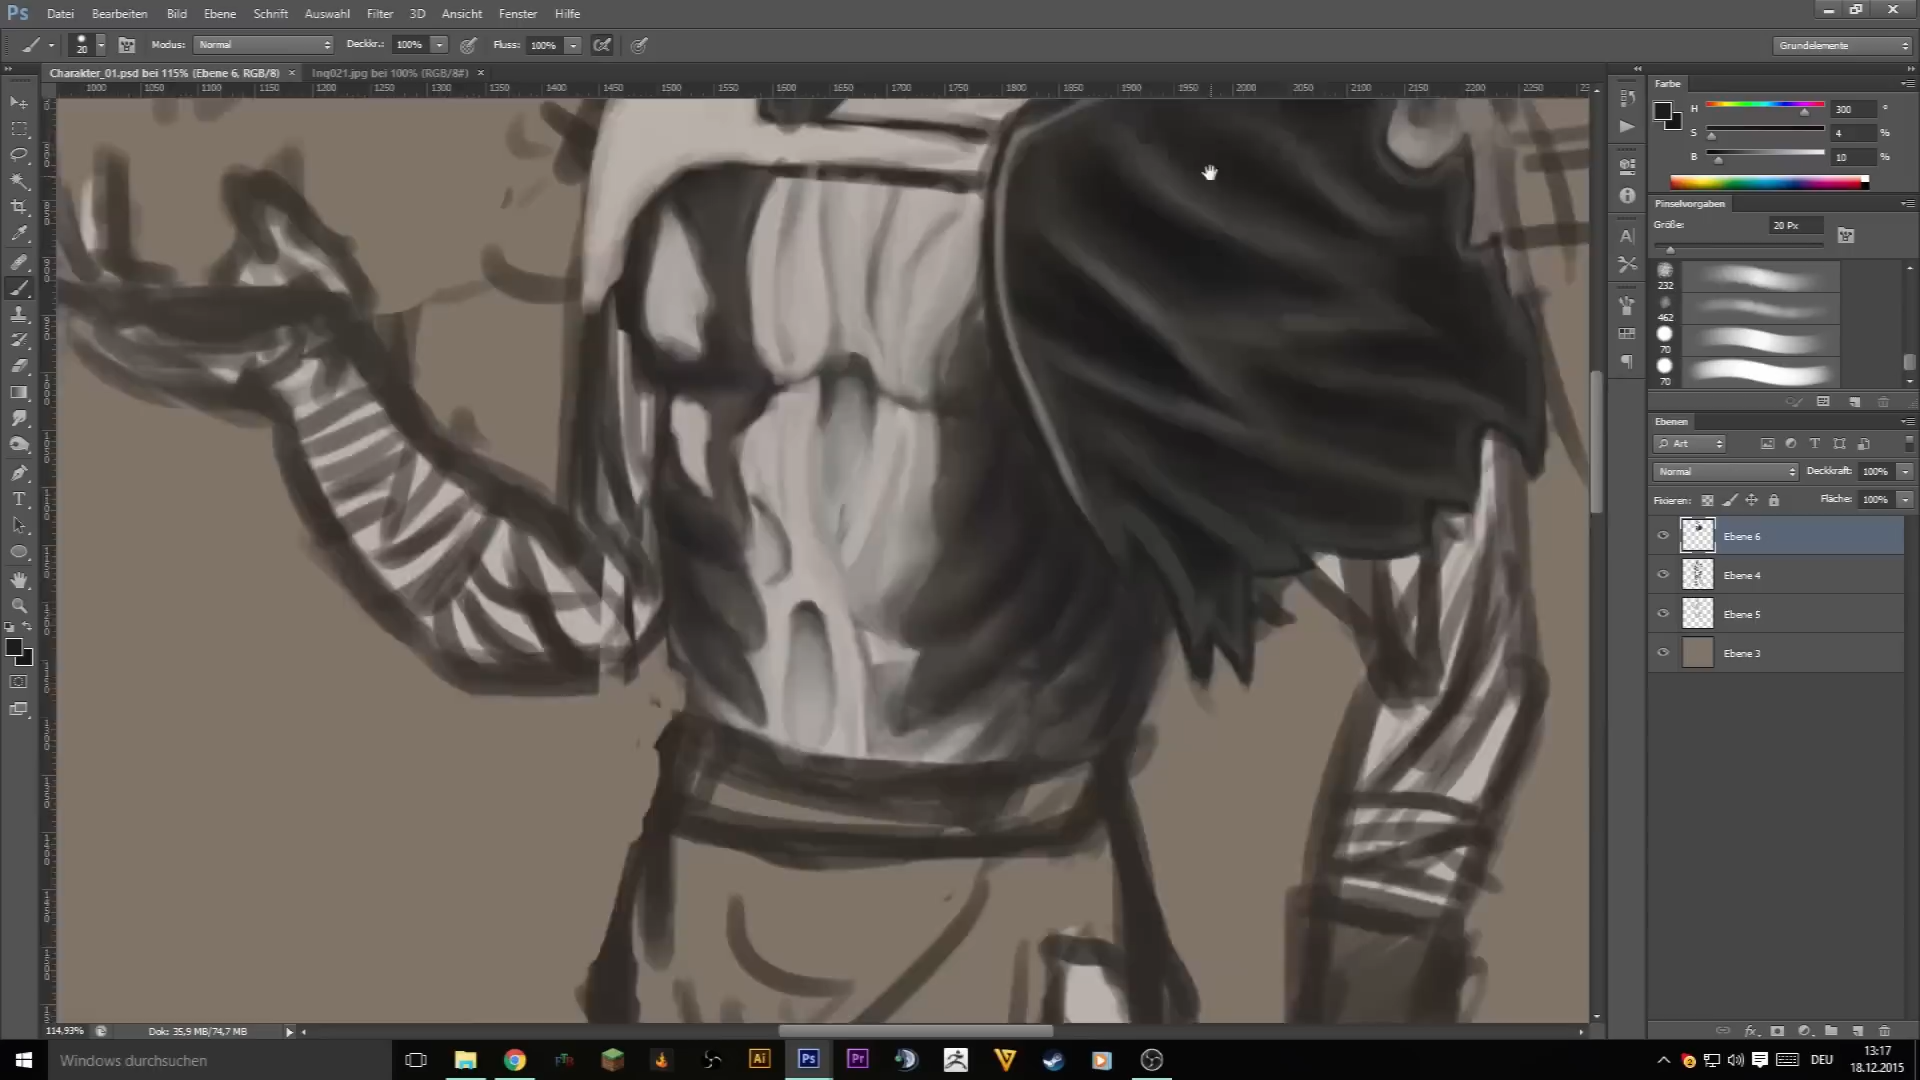 Ps Datei Bearbeiten Bild Ebene Schrift Auswahl Filter 3D Ansicht Fenster Hilfe
20 Modus: Normal Deckkr.: 100% Fluss: 100% Grundelemente
Charakter_01.psd bei 115% (Ebene 6, RGB/8) × Inq021.jpg bei 100% (RGB/8#) ×
1000 1050 1100 1150 1200 1250 1300 1350 1400 1450 1500 1550 1600 1650 1700 1750 1800 1850 1900 1950 2000 2050 2100 2150 2200 2250
Farbe
H 300 °
S 4 %
B 10 %
Pinselvorgaben
Größe: 20 Px
232
462
70
70
Ebenen
Art
Normal Deckkraft: 100%
Fixieren: Fläche: 100%
Ebene 6
Ebene 4
Ebene 5
Ebene 3
114,93% Dok: 35,9 MB/74,7 MB
Windows durchsuchen
Ai Ps Pr
DEU
13:17
18.12.2015